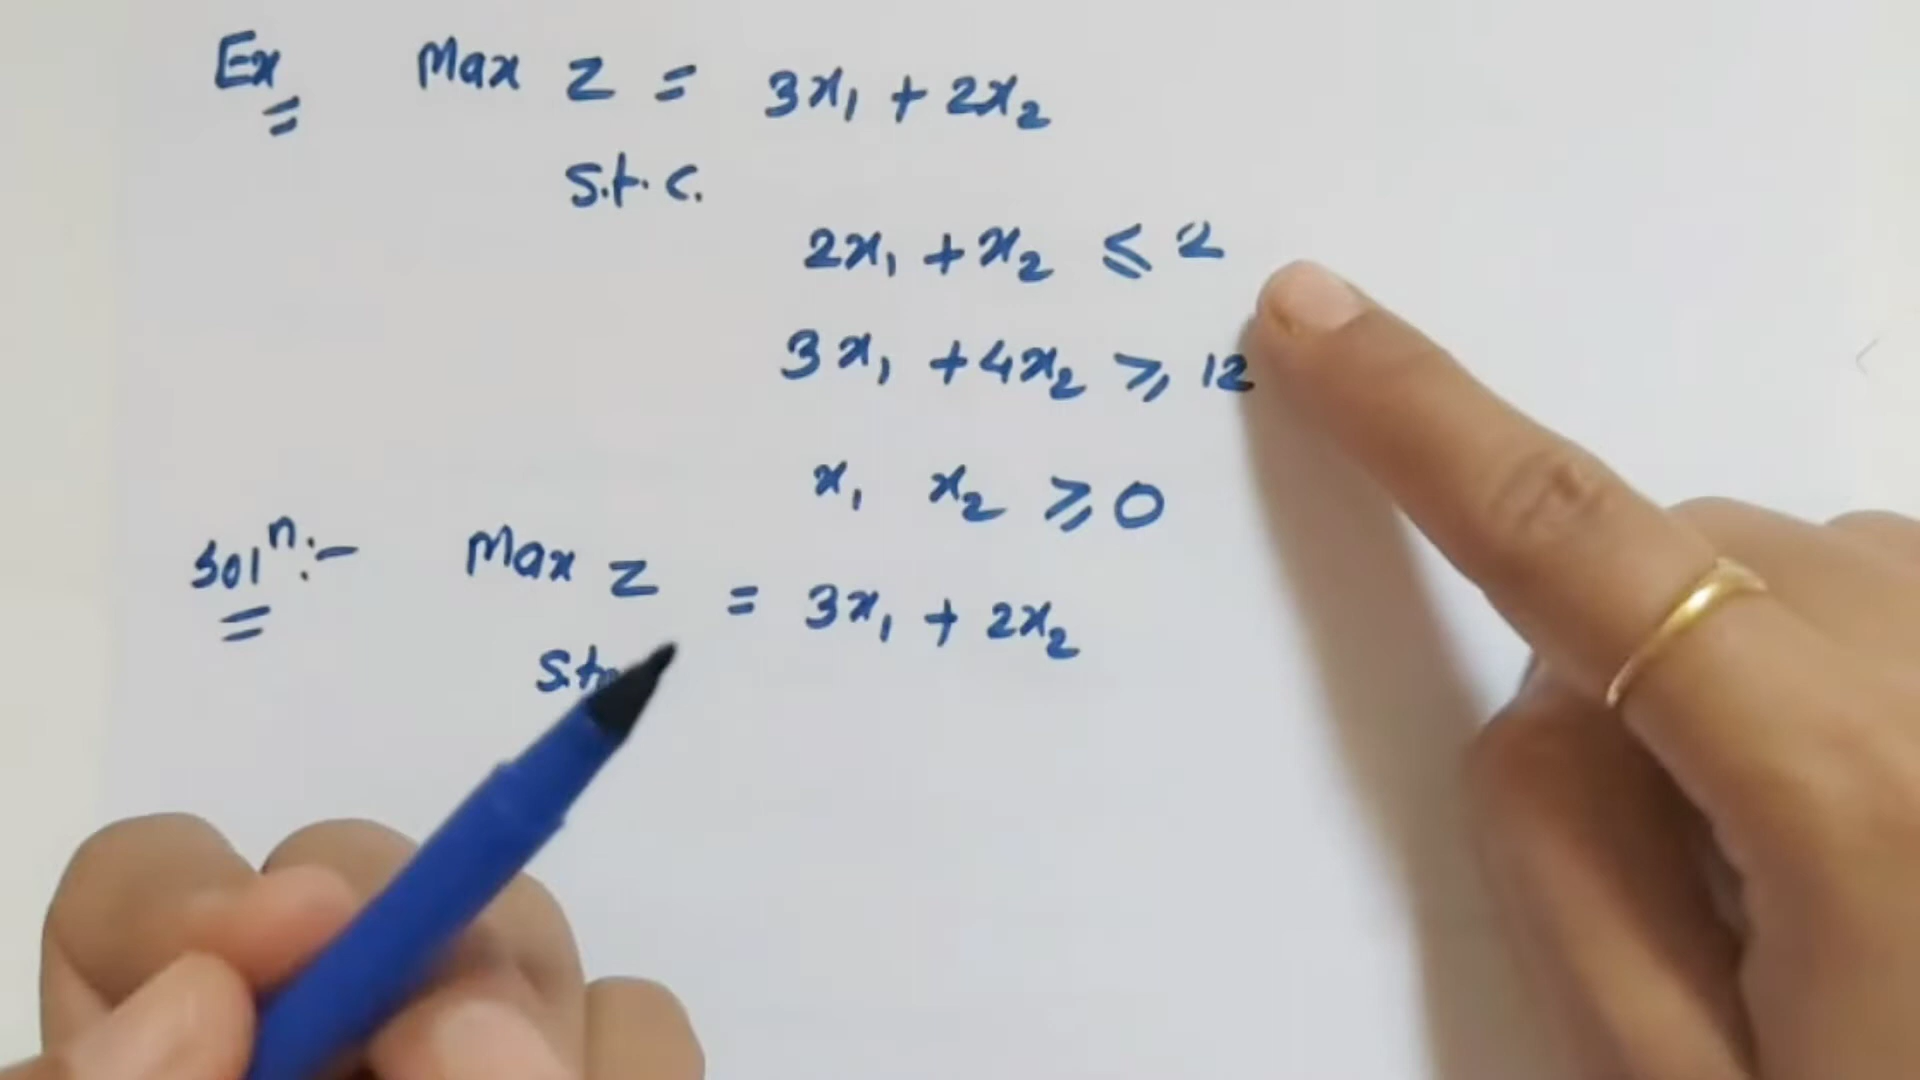 Ex Max Z = 3x₁ + 2x₂
S.t.c.
2x₁ + x₂ ≤ 2
3x₁ + 4x₂ ≥ 12
x₁ x₂ ≥ 0
Solⁿ:- Max Z = 3x₁ + 2x₂